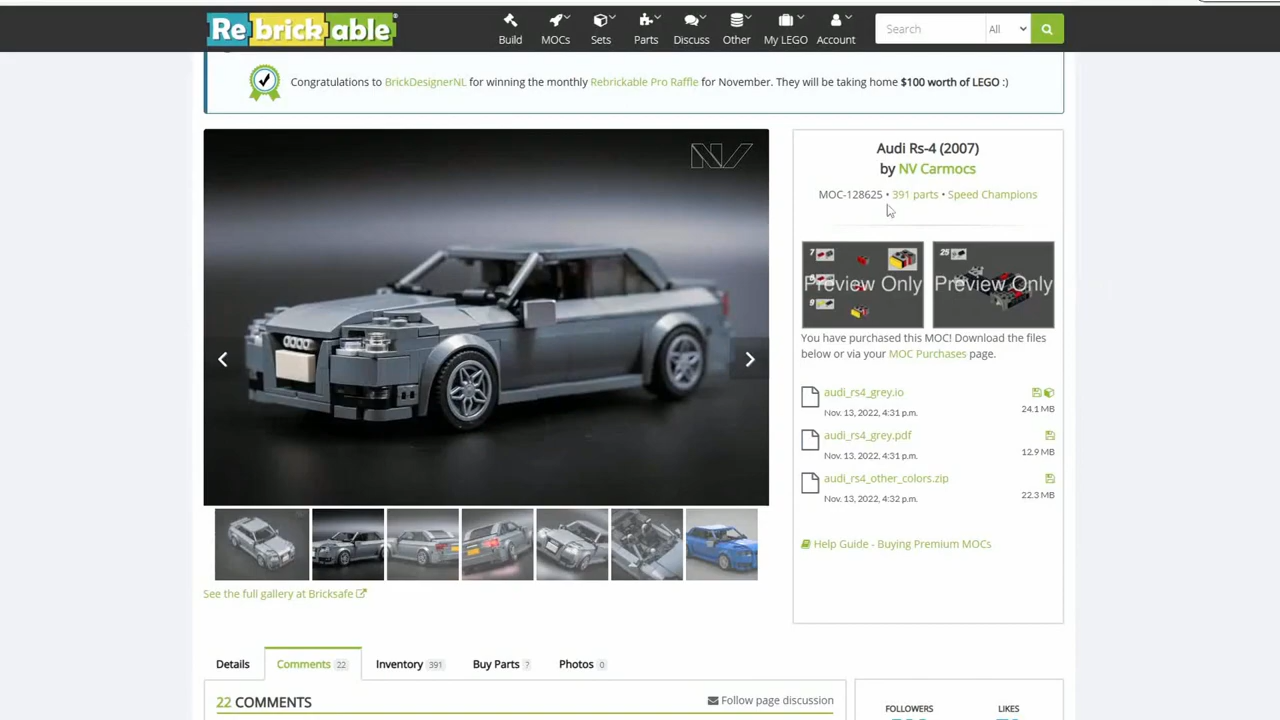 Rebrickable®
Build
MOCs
Sets
Parts
Discuss
Other
My LEGO
Account
Search
All
Congratulations to BrickDesignerNL for winning the monthly Rebrickable Pro Raffle for November. They will be taking home $100 worth of LEGO :)
NV
Audi Rs-4 (2007)
by NV Carmocs
MOC-128625 • 391 parts • Speed Champions
7
9
Preview Only
25
Preview Only
You have purchased this MOC! Download the files
below or via your MOC Purchases page.
audi_rs4_grey.io
Nov. 13, 2022, 4:31 p.m.
24.1 MB
audi_rs4_grey.pdf
Nov. 13, 2022, 4:31 p.m.
12.9 MB
audi_rs4_other_colors.zip
Nov. 13, 2022, 4:32 p.m.
22.3 MB
Help Guide - Buying Premium MOCs
See the full gallery at Bricksafe
Details
Comments 22
Inventory 391
Buy Parts ?
Photos 0
22 COMMENTS
Follow page discussion
FOLLOWERS
LIKES